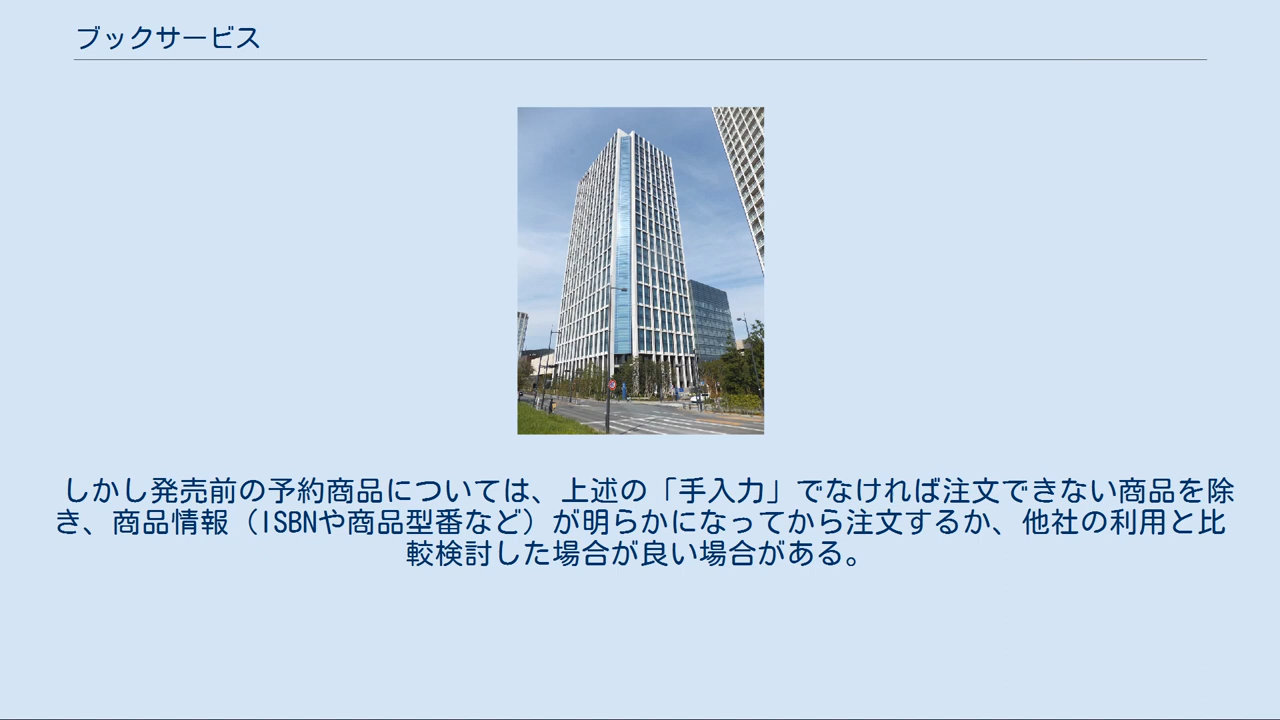 ブックサービス
しかし発売前の予約商品については、上述の「手入力」でなければ注文できない商品を除
き、商品情報（ISBNや商品型番など）が明らかになってから注文するか、他社の利用と比
較検討した場合が良い場合がある。